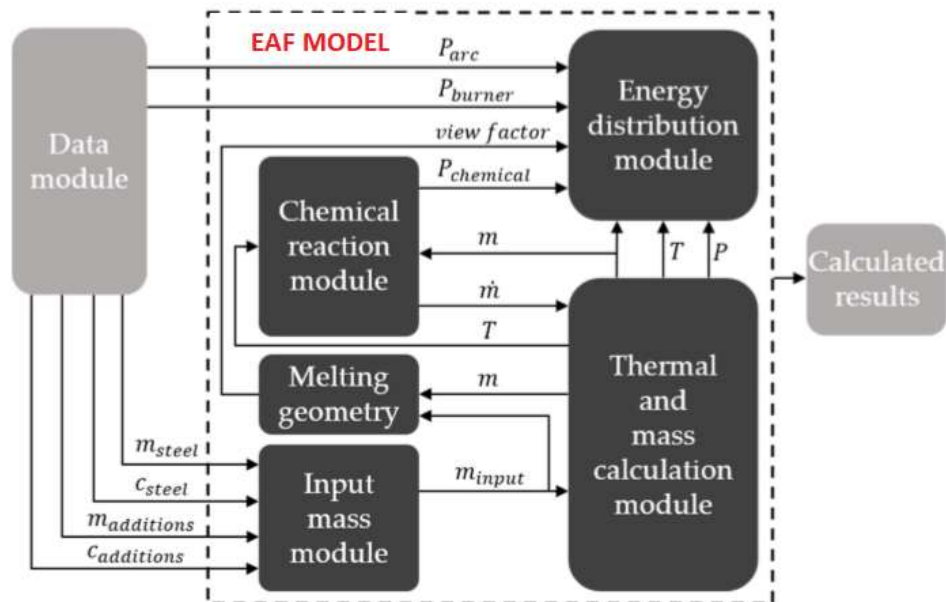 EAF MODEL
P_arc
P_burner
view factor
P_chemical
Energy
distribution
module
Data
module
Chemical
reaction
module
m
ṁ
T
T
P
Calculated
results
Melting
geometry
m
Thermal
and
mass
calculation
module
m_steel
c_steel
m_additions
c_additions
Input
mass
module
m_input